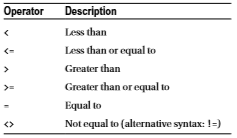 Operator Description
< Less than
<= Less than or equal to
> Greater than
>= Greater than or equal to
= Equal to
<> Not equal to (alternative syntax: !=)